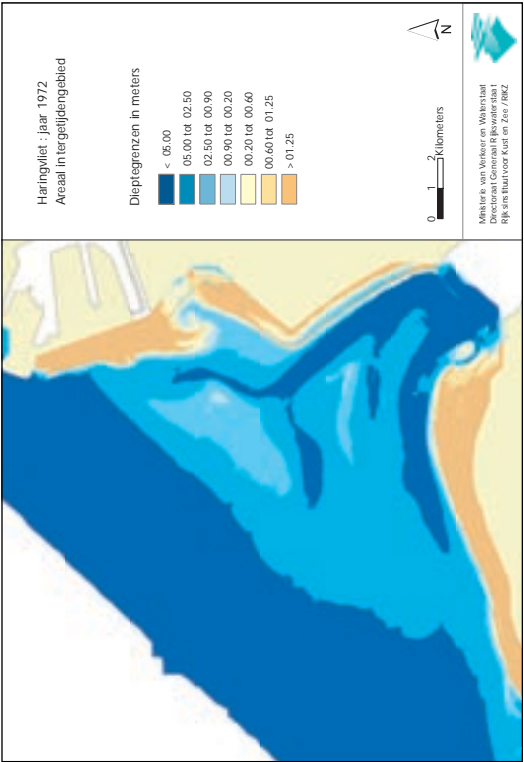 Haringvliet : jaar 1972
Areaal intergetijdengebied
Dieptegrenzen in meters
< 05.00
05.00 tot 02.50
02.50 tot 00.90
00.90 tot 00.20
00.20 tot 00.60
00.60 tot 01.25
> 01.25
N
0 1 2 Kilometers
Ministerie van Verkeer en Waterstaat
Directoraat Generaal Rijkswaterstaat
Rijksinstituut voor Kust en Zee / RIKZ